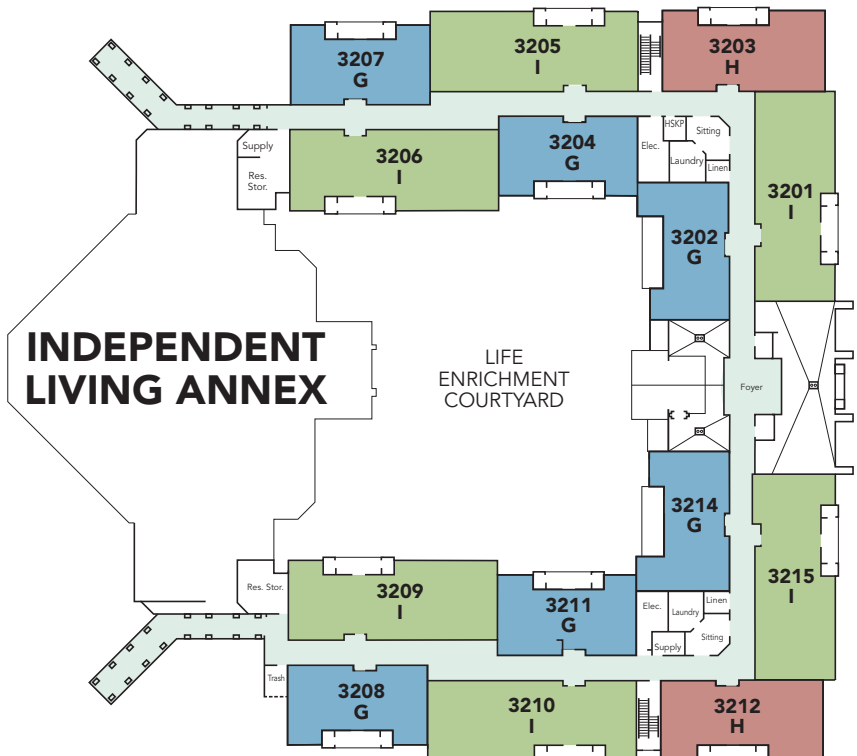 3207
G
3205
I
3203
H
Supply
Res.
Stor.
3206
I
3204
G
Elec.
HSKP
Sitting
Laundry
Linen
3201
I
3202
G
INDEPENDENT
LIVING ANNEX
LIFE
ENRICHMENT
COURTYARD
Foyer
3214
G
3215
I
Res. Stor.
3209
I
3211
G
Elec.
Laundry
Linen
Supply
Sitting
Trash
3208
G
3210
I
3212
H